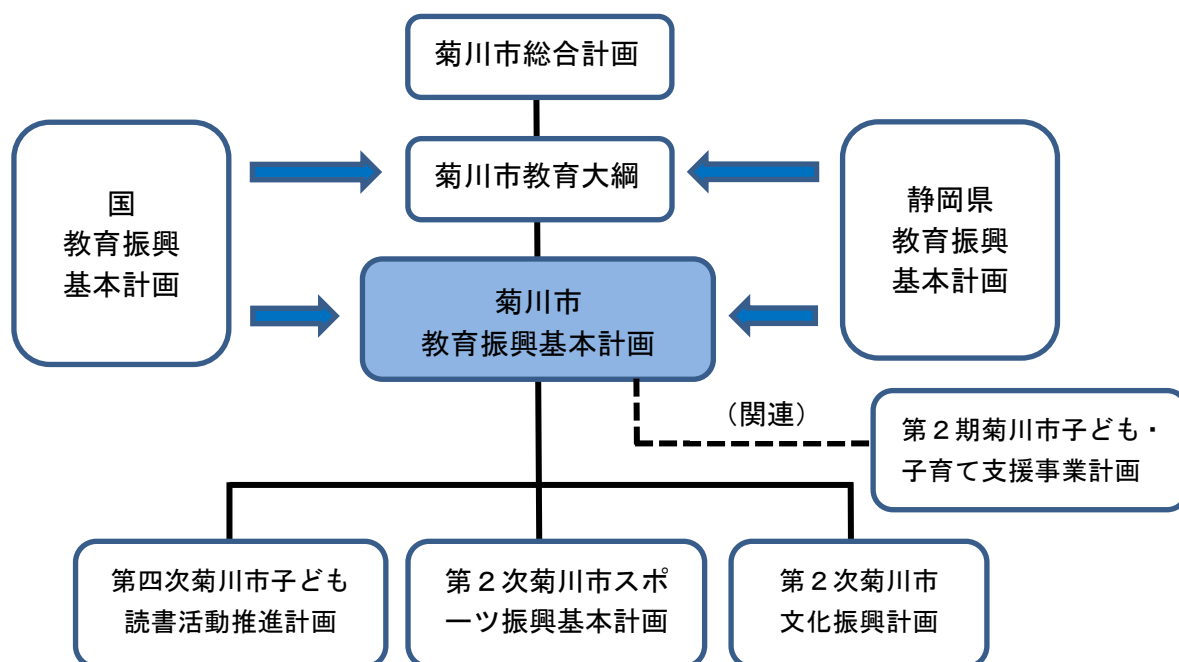 菊川市総合計画
菊川市教育大綱
国
教育振興
基本計画
静岡県
教育振興
基本計画
菊川市
教育振興基本計画
（関連）
第２期菊川市子ども・
子育て支援事業計画
第四次菊川市子ども
読書活動推進計画
第２次菊川市スポ
ーツ振興基本計画
第２次菊川市
文化振興計画